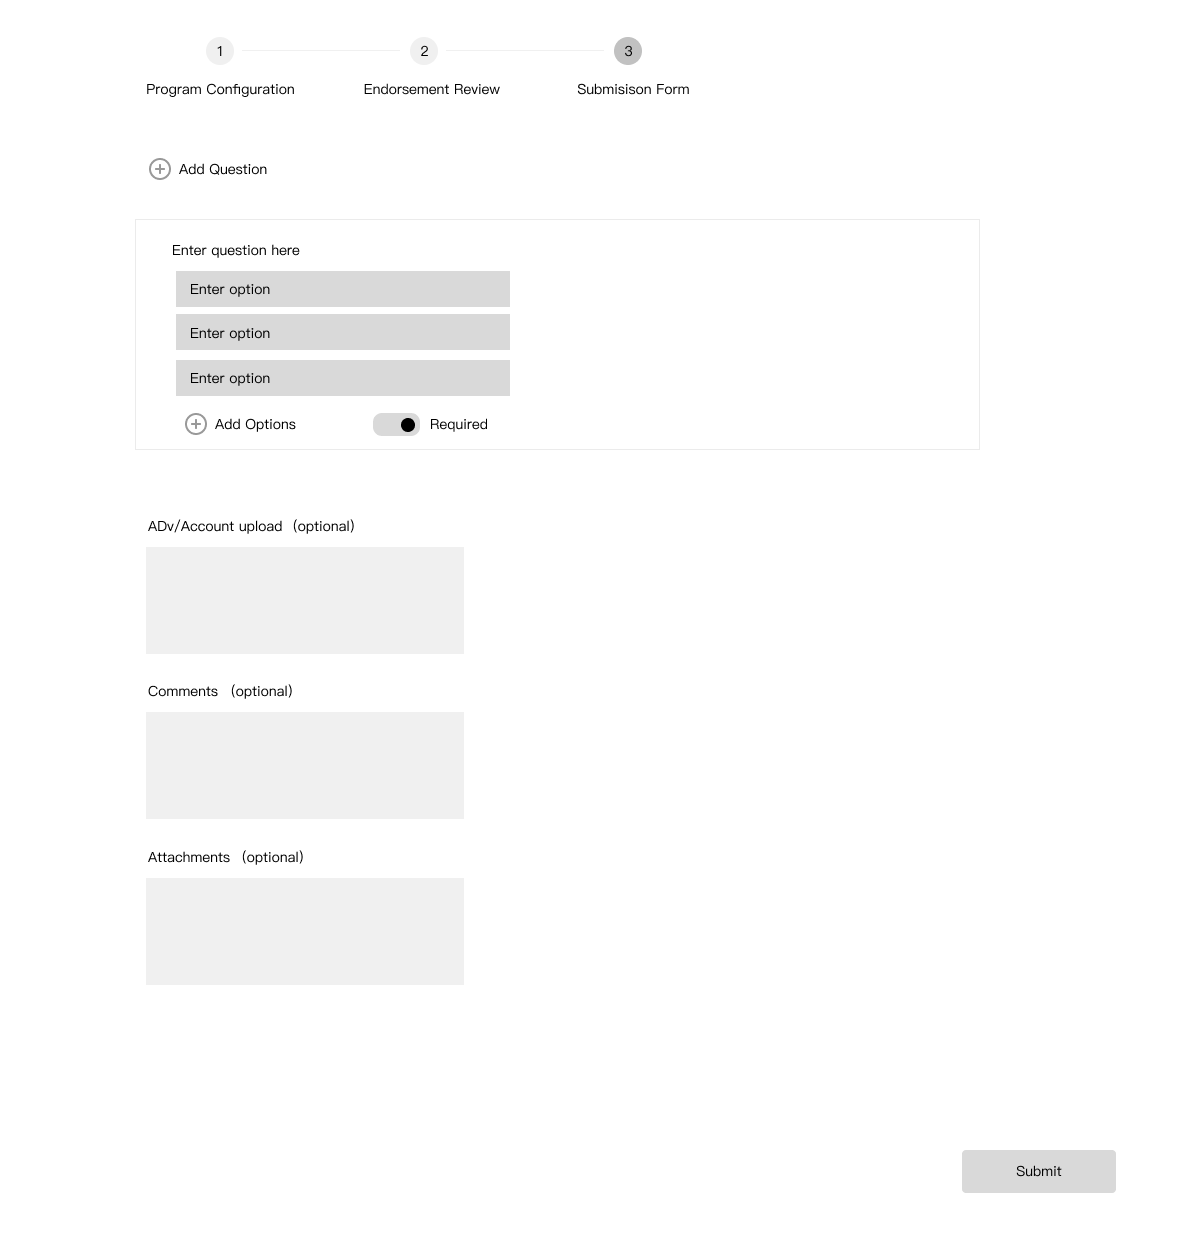 1 2 3
Program Configuration Endorsement Review Submisison Form
Add Question
Enter question here
Enter option
Enter option
Enter option
Add Options Required
ADv/Account upload (optional)
Comments (optional)
Attachments (optional)
Submit